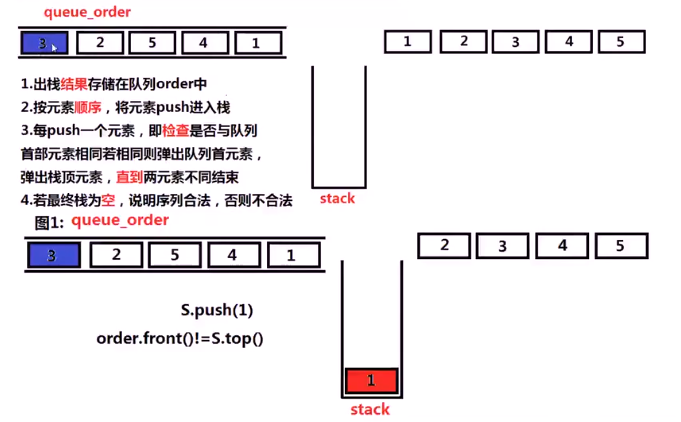 queue_order
3 2 5 4 1
1 2 3 4 5
1.出栈结果存储在队列order中
2.按元素顺序，将元素push进入栈
3.每push一个元素，即检查是否与队列
首部元素相同若相同则弹出队列首元素，
弹出栈顶元素，直到两元素不同结束
4.若最终栈为空，说明序列合法，否则不合法
stack
图1: queue_order
3 2 5 4 1
2 3 4 5
S.push(1)
order.front()!=S.top()
1
stack